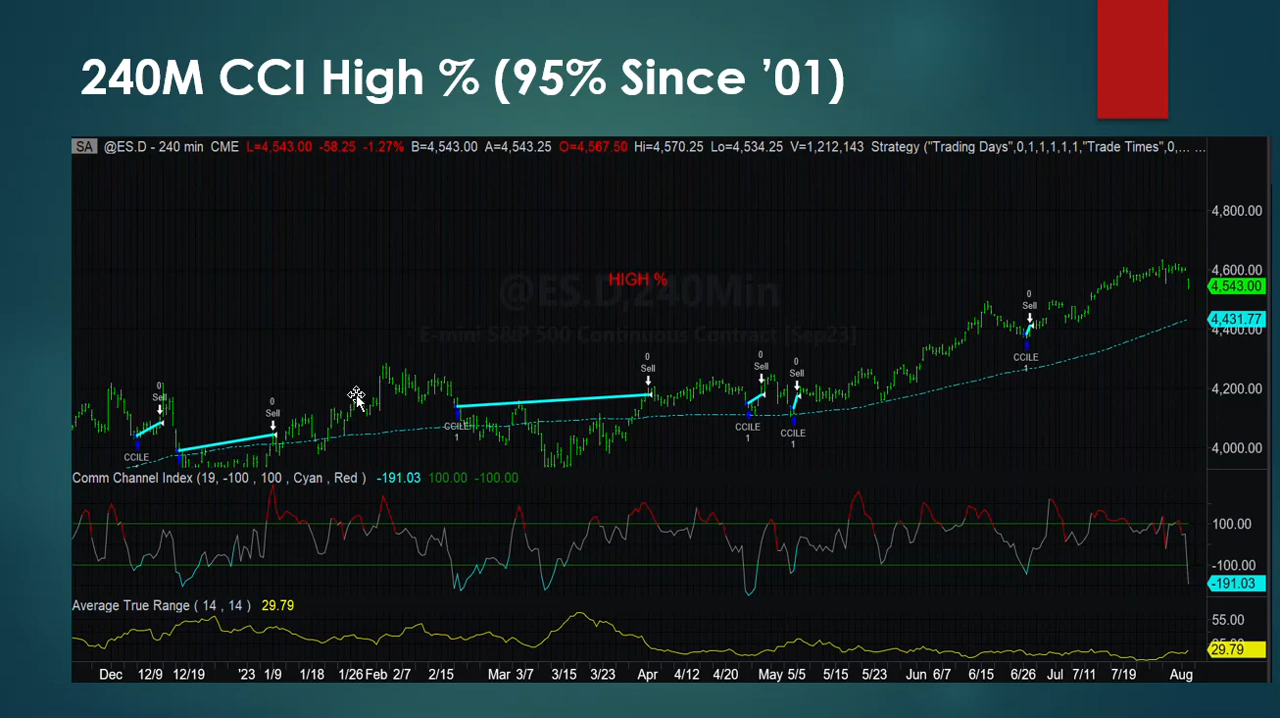 240M CCI High % (95% Since ’01)
SA @ES.D - 240 min CME L=4,543.00 -58.25 -1.27% B=4,543.00 A=4,543.25 O=4,567.50 Hi=4,570.25 Lo=4,534.25 V=1,212,143 Strategy ("Trading Days",0,1,1,1,1,1,"Trade Times",0,... ...
4,800.00
HIGH %
@ES.D,240Min
E-mini S&P 500 Continuous Contract [Sep23]
4,600.00
4,543.00
4,431.77
4,400.00
4,200.00
4,000.00
0
Sell
0
Sell
0
Sell
0
Sell
0
Sell
0
Sell
CCILE
CCILE
1
CCILE
1
CCILE
1
CCILE
1
Comm Channel Index (19, -100 , 100 , Cyan , Red ) -191.03 100.00 -100.00
100.00
-100.00
-191.03
Average True Range ( 14 , 14 ) 29.79
55.00
29.79
Dec 12/9 12/19 '23 1/9 1/18 1/26 Feb 2/7 2/15 Mar 3/7 3/15 3/23 Apr 4/12 4/20 May 5/5 5/15 5/23 Jun 6/7 6/15 6/26 Jul 7/11 7/19 Aug